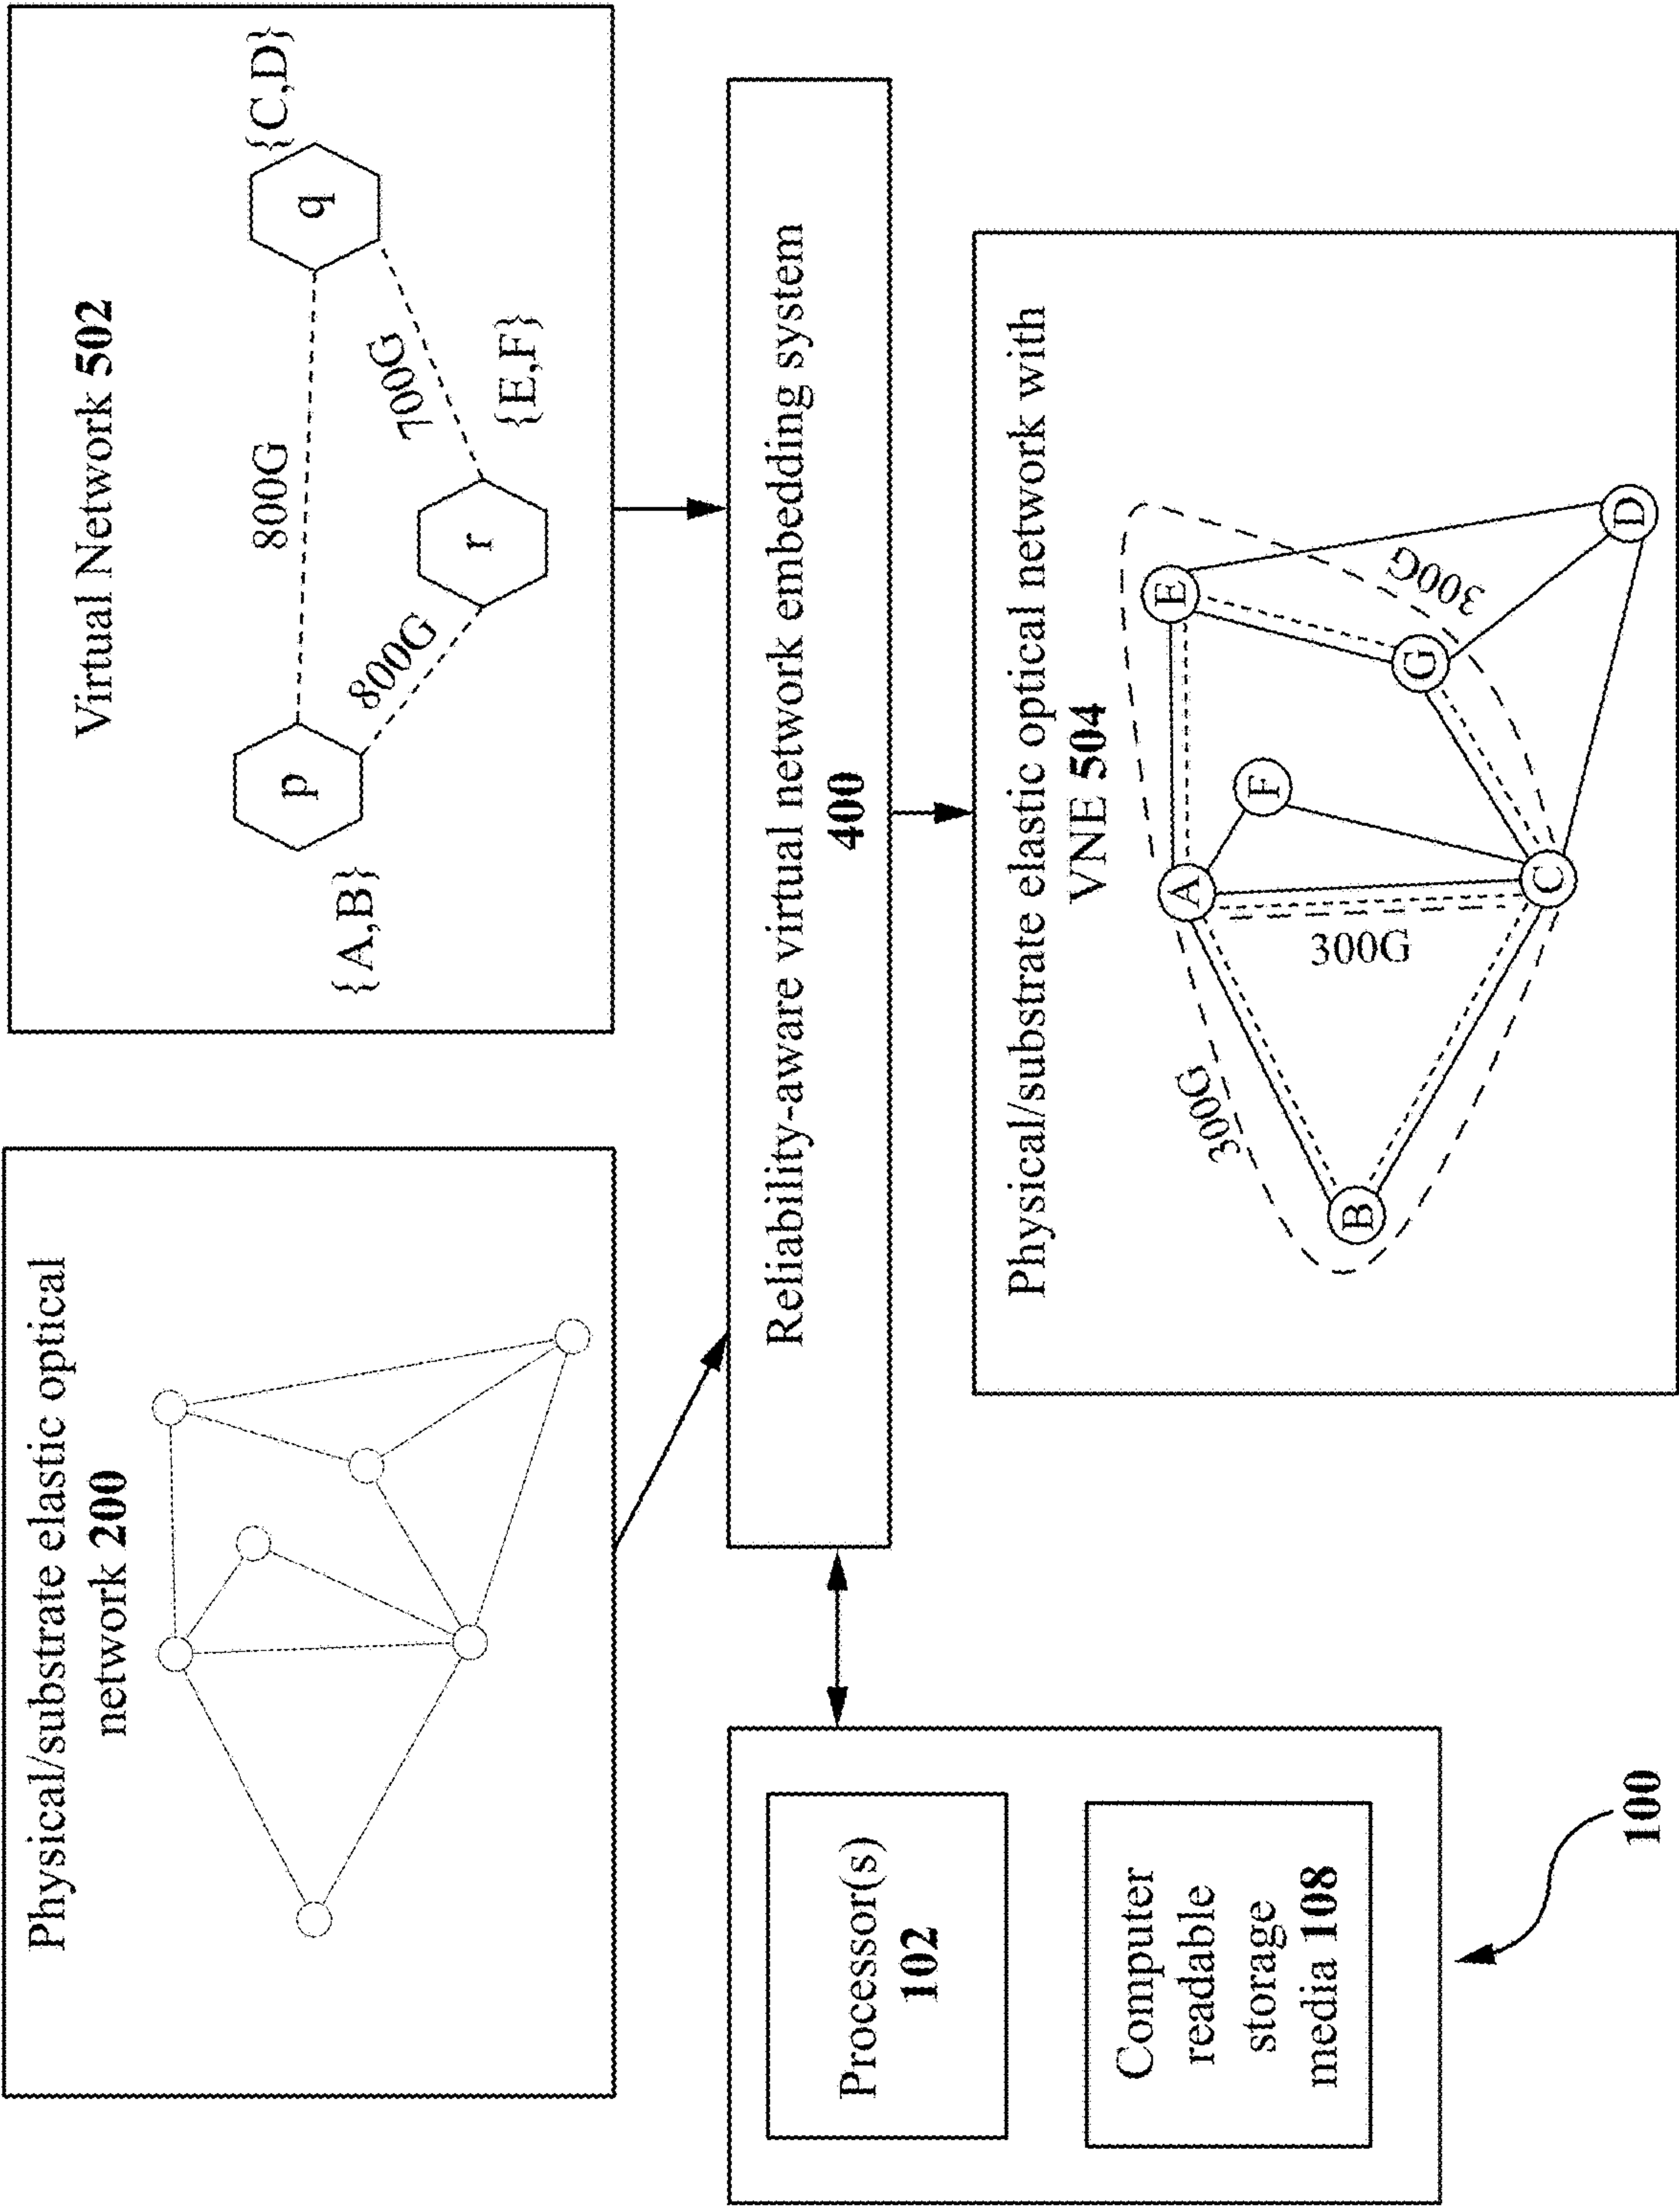 Physical/substrate elastic optical
network 200
Virtual Network 502
{A,B}
p
800G
q
{C,D}
800G
700G
r
{E,F}
Processor(s)
102
Computer
readable
storage
media 108
100
Reliability-aware virtual network embedding system
400
Physical/substrate elastic optical network with
VNE 504
A
E
F
300G
300G
G
300G
B
C
D